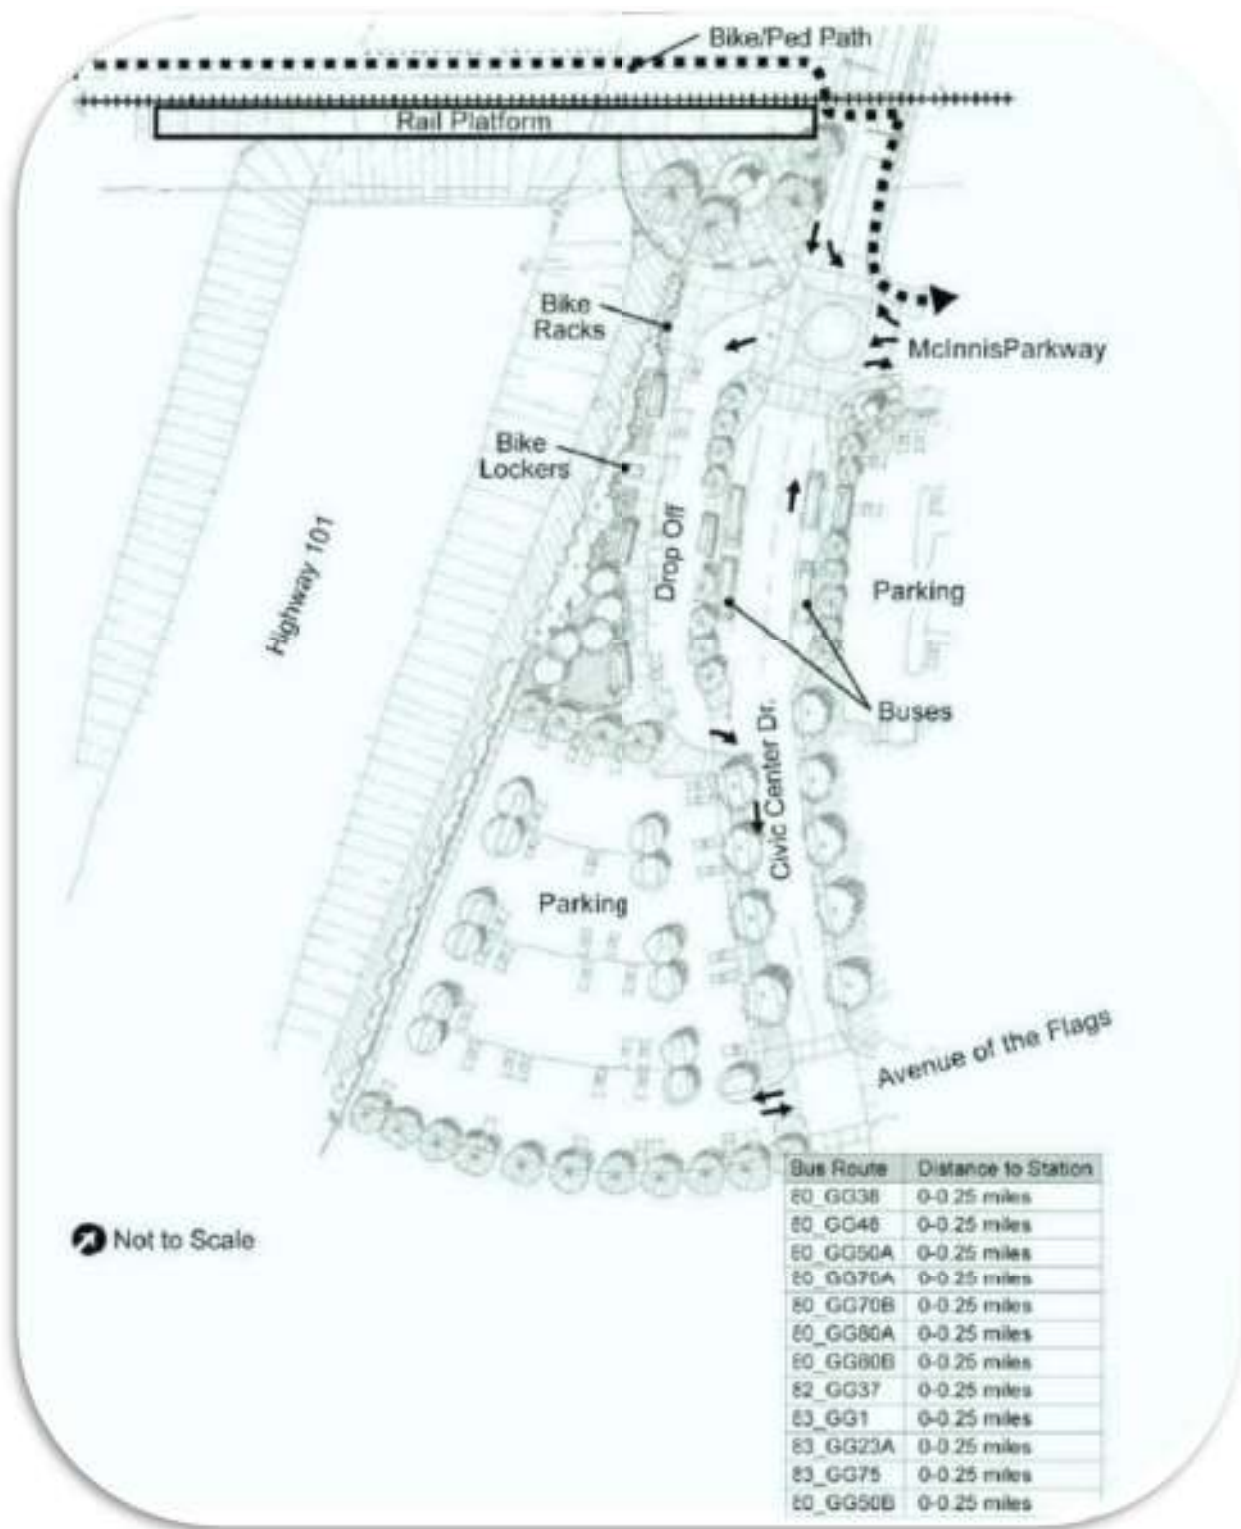 Bike/Ped Path
Rail Platform
Bike
Racks
McInnisParkway
Bike
Lockers
Drop Off
Highway 101
Parking
Buses
Civic Center Dr.
Parking
Avenue of the Flags
Not to Scale
Bus Route Distance to Station
80_GG38 0-0.25 miles
80_GG48 0-0.25 miles
80_GG50A 0-0.25 miles
80_GG70A 0-0.25 miles
80_GG70B 0-0.25 miles
80_GG80A 0-0.25 miles
80_GG80B 0-0.25 miles
82_GG37 0-0.25 miles
83_GG1 0-0.25 miles
83_GG23A 0-0.25 miles
83_GG75 0-0.25 miles
80_GG50B 0-0.25 miles